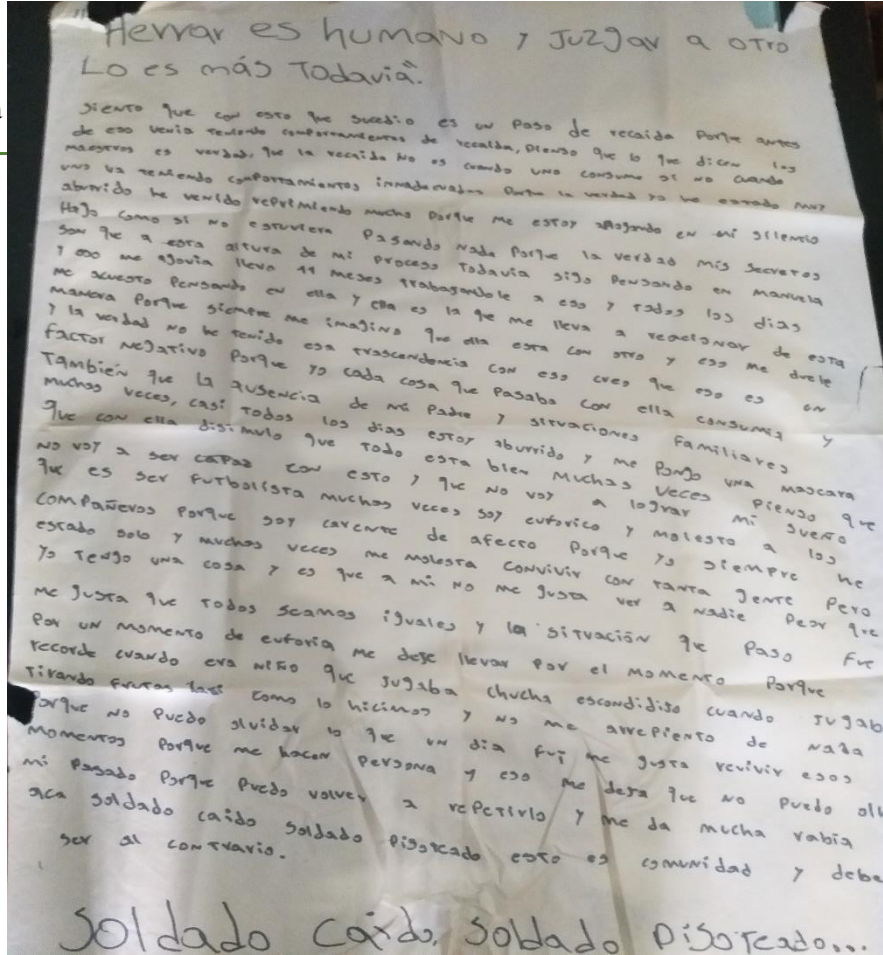 Herrar es humano y Juzgar a otro
Lo es más Todavia".
siento que con esto que sucedio es un paso de recaida Porque antes
de eso venia teniendo comportamientos de recaida, pienso que lo que dicen los
maestros es verdad, que la recaida no es cuando uno consume si no cuando
uno va teniendo comportamientos innadecuados Porque la verdad yo he estado muy
aburrido he venido reprimiendo mucho porque me estoy ahogando en mi silencio
Hago como si no estuviera pasando nada porque la verdad mis secretos
son que a esta altura de mi proceso Todavia sigo Pensando en Manuela
y eso me agovia llevo 11 meses trabagandole a eso y todos los dias
me acuesto Pensando en ella y ella es la que me lleva a reacionar de esta
manera Porque siempre me imagino que ella esta con otro y eso me duele
y la verdad no he tenido esa trascendencia con eso creo que eso es un
factor negativo Porque yo cada cosa que Pasaba con ella consumia y
También que la ausencia de mi Padre y situaciones familiares
muchas veces, casi todos los dias estoy aburrido y me Pongo una mascara
que con ella disimulo que todo esta bien Muchas veces pienso que
no voy a ser capaz con esto y que no voy a lograr mi sueño
que es ser futbolista muchas veces soy euforico y molesto a los
compañeros Porque soy carente de afecto Porque yo siempre he
estado solo y muchas veces me molesta convivir con tanta gente Pero
yo Tengo una cosa y es que a mi no me gusta ver a nadie Peor que
me Justa que todos seamos iguales y la situación que Paso fue
Por un momento de euforia me deje llevar Por el momento Porque
recorde cuando era niño que jugaba chucha escondidiso cuando jugab
Tirando frutas asi como lo hicimos y no me arrepiento de nada
Porque no puedo olvidar lo que un dia fui me gusta revivir esos
Momentos Porque me hacen Persona y eso me deja que no puedo olv
mi Pasado Porque Puedo volver a repetirlo y me da mucha rabia
aca soldado caido soldado Pisoteado esto es comunidad y debe
ser al contrario.
Soldado Caido, Soldado Pisoteado...